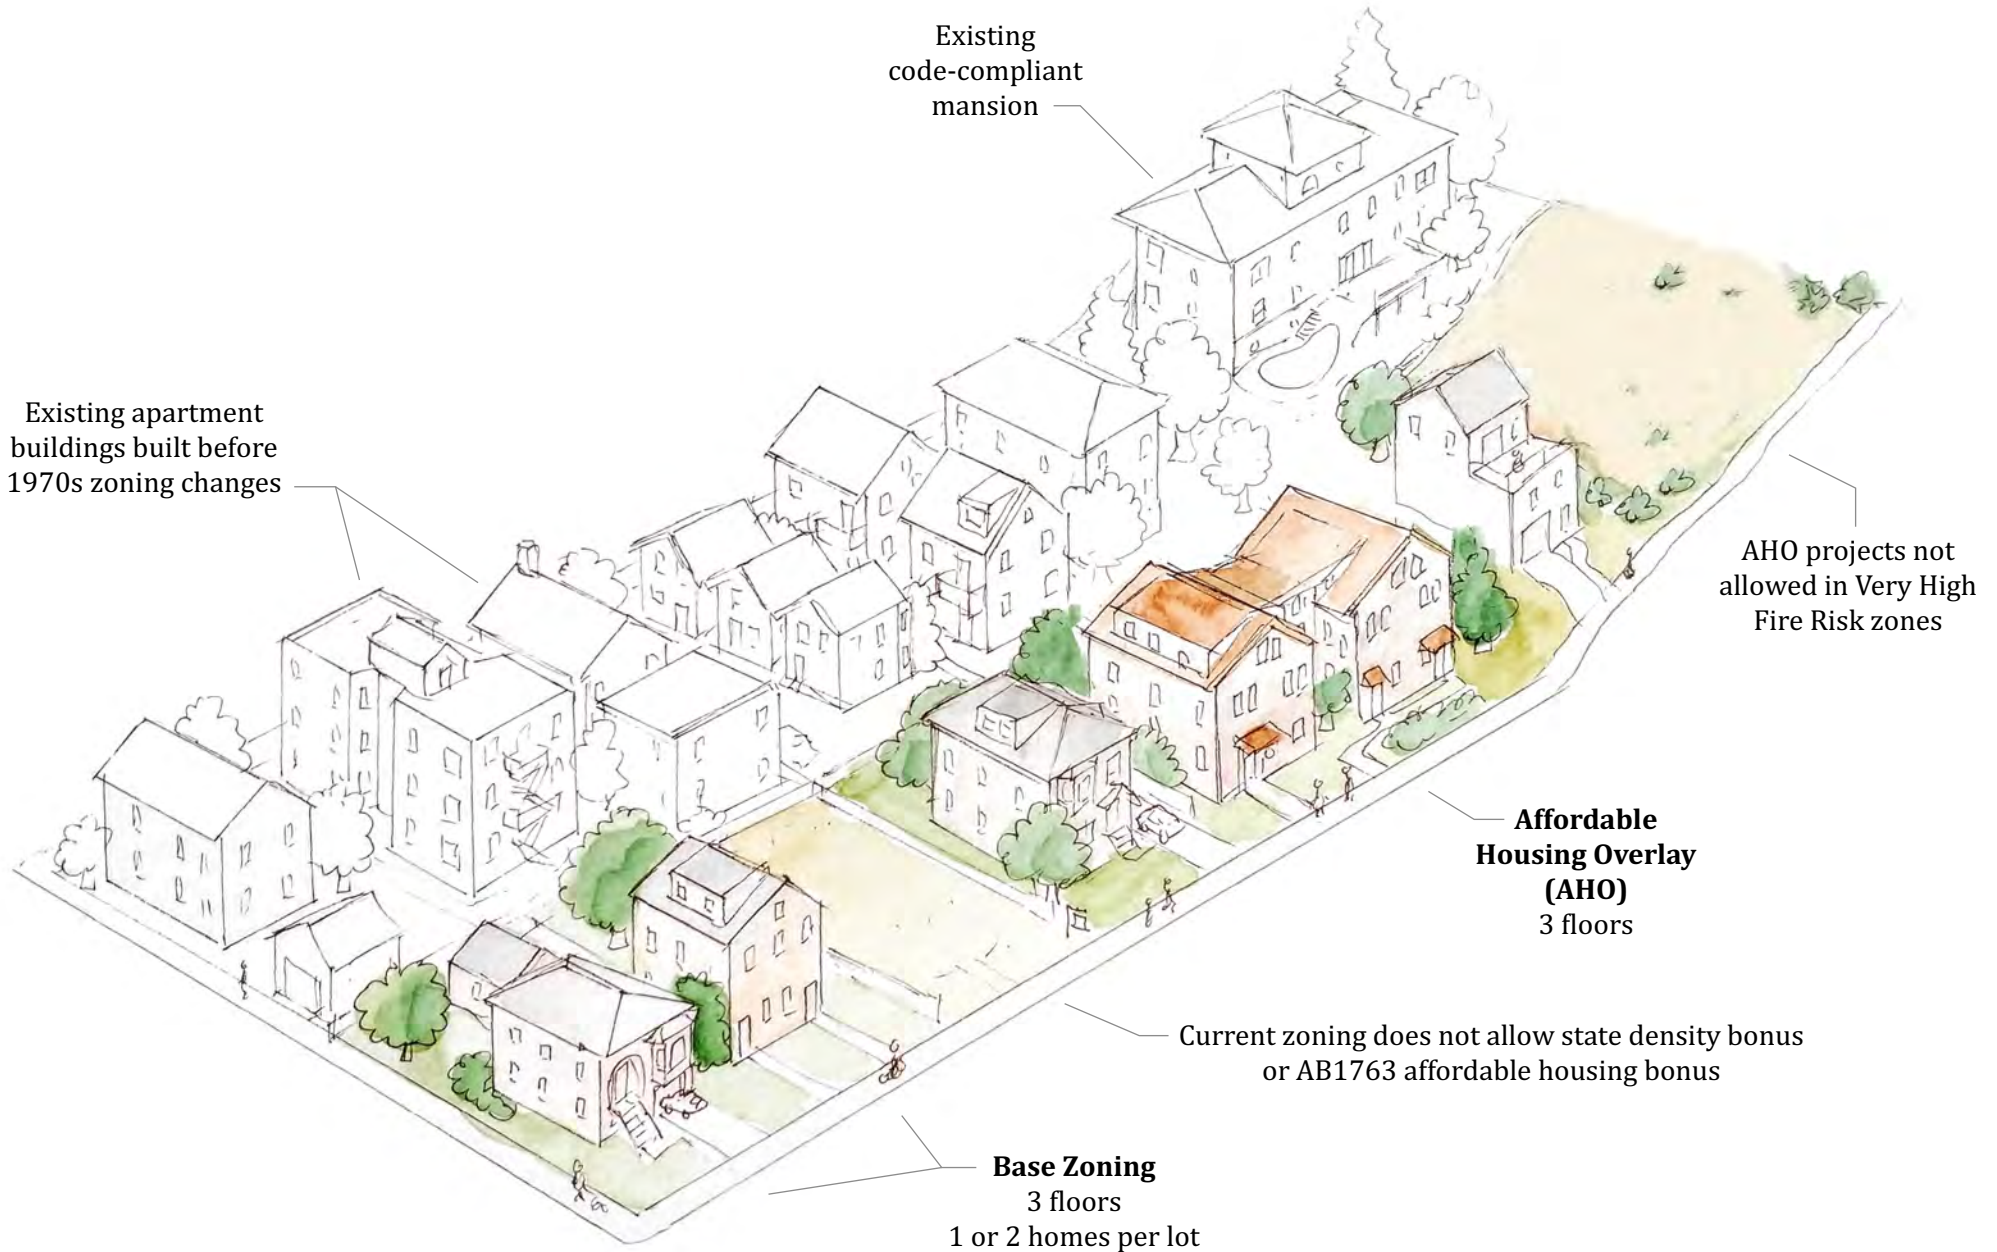 Existing
code-compliant
mansion
Existing apartment
buildings built before
1970s zoning changes
AHO projects not
allowed in Very High
Fire Risk zones
Affordable
Housing Overlay
(AHO)
3 floors
Current zoning does not allow state density bonus
or AB1763 affordable housing bonus
Base Zoning
3 floors
1 or 2 homes per lot